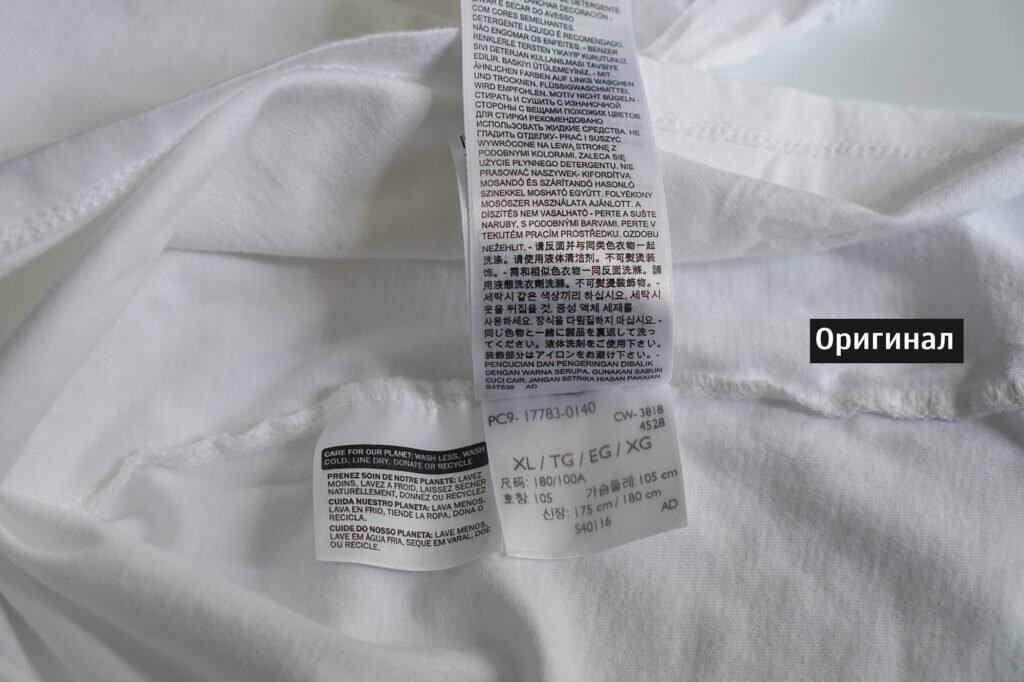 LANCHAR DECORACIÓN -
COM CORES SEMELHANTES.
DETERGENTE LÍQUIDO É RECOMENDADO.
NÃO ENGOMAR OS ENFEITES. - BENZER
RENKLERLE TERSTEN YIKAYIP KURUTUNUZ.
SIVI DETERJAN KULLANILMASI TAVSİYE
EDİLİR. BASKIYI ÜTÜLEMEYİNİZ. - MIT
ÄHNLICHEN FARBEN AUF LINKS WASCHEN
UND TROCKNEN. FLÜSSIGWASCHMITTEL
WIRD EMPFOHLEN. MOTIV NICHT BÜGELN -
СТИРАТЬ И СУШИТЬ С ИЗНАНОЧНОЙ
СТОРОНЫ С ВЕЩАМИ ПОХОЖИХ ЦВЕТОВ.
ДЛЯ СТИРКИ РЕКОМЕНДОВАНО
ИСПОЛЬЗОВАТЬ ЖИДКИЕ СРЕДСТВА. НЕ
ГЛАДИТЬ ОТДЕЛКУ- PRAĆ I SUSZYĆ
WYWRÓCONE NA LEWĄ STRONĘ Z
PODOBNYMI KOLORAMI. ZALECA SIĘ
UŻYCIE PŁYNNEGO DETERGENTU. NIE
PRASOWAĆ NASZYWEK- KIFORDÍTVA
MOSANDÓ ÉS SZÁRÍTANDÓ HASONLÓ
SZINEKKEL MOSHATÓ EGYÜTT. FOLYÉKONY
MOSÓSZER HASZNÁLATA AJÁNLOTT. A
DÍSZÍTÉS NEM VASALHATÓ - PERTE A SUŠTE
NARUBY, S PODOBNÝMI BARVAMI. PERTE V
TEKUTÉM PRACÍM PROSTŘEDKU. OZDOBU
NEŽEHLIT. - 请反面并与同类色衣物一起
洗涤。请使用液体清洁剂。不可熨烫装
饰。- 需和相似色衣物一同反面洗滌。請
用液態洗衣劑洗滌。不可熨燙裝飾物。-
세탁시 같은 색상끼리 하십시요. 세탁시
옷을 뒤집을 것. 중성 액체 세제를
사용하세요. 장식을 다림질하지 마십시요. -
同じ色物と一緒に製品を裏返して洗っ
てください。液体洗剤をご使用下さい。
装飾部分はアイロンをお避け下さい。-
PENCUCIAN DAN PENGERINGAN DIBALIK
DENGAN WARNA SERUPA. GUNAKAN SABUN
CUCI CAIR. JANGAN SETRIKA HIASAN PAKAIAN.
S47536 AD
Оригинал
PC9- 17783-0140
CW-3818
4528
XL / TG / EG / XG
尺码: 180/100A
호칭: 105 가슴둘레: 105 cm
신장: 175 cm / 180 cm
S40116 AD
CARE FOR OUR PLANET: WASH LESS, WASH
COLD, LINE DRY, DONATE OR RECYCLE
PRENEZ SOIN DE NOTRE PLANETE: LAVEZ
MOINS, LAVEZ A FROID, LAISSEZ SECHER
NATURELLEMENT, DONNEZ OU RECYCLEZ
CUIDA NUESTRO PLANETA: LAVA MENOS,
LAVA EN FRIO, TIENDE LA ROPA, DONA O
RECICLA.
CUIDE DO NOSSO PLANETA: LAVE MENOS,
LAVE EM ÁGUA FRIA, SEQUE EM VARAL, DOE
OU RECICLE.